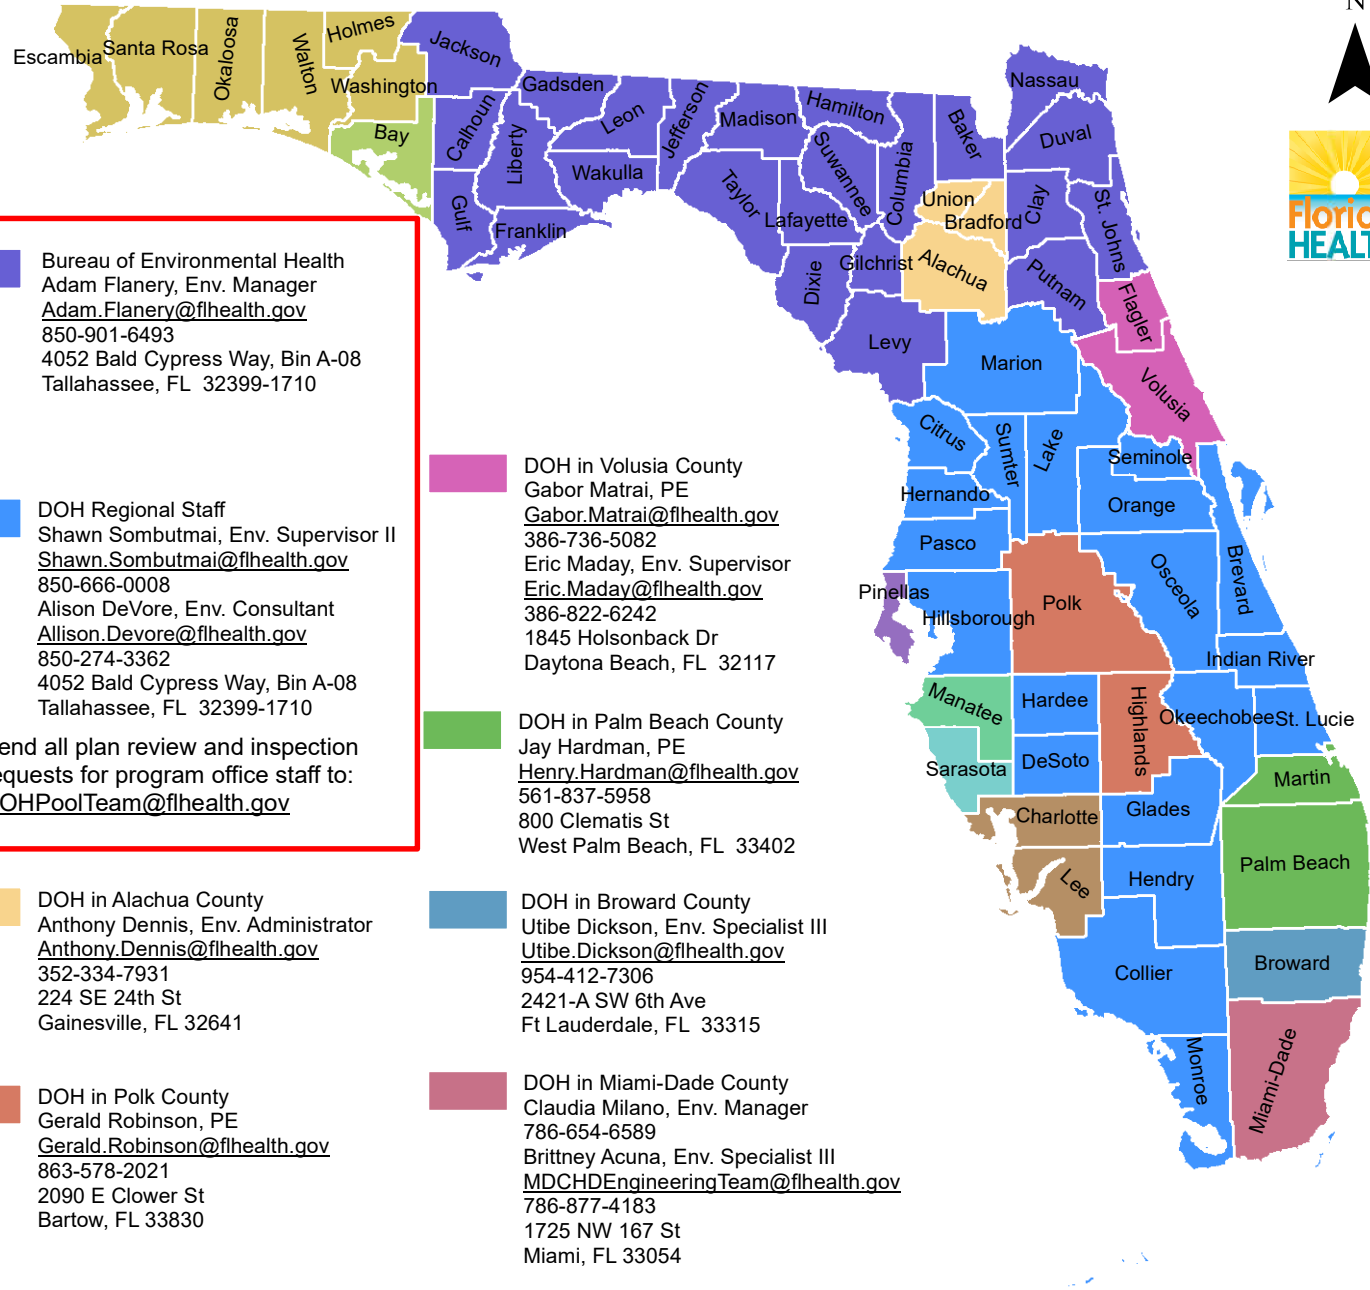 N
Escambia
Santa Rosa
Okaloosa
Walton
Holmes
Washington
Jackson
Bay
Calhoun
Gulf
Liberty
Gadsden
Franklin
Leon
Wakulla
Jefferson
Madison
Taylor
Hamilton
Suwannee
Lafayette
Dixie
Columbia
Gilchrist
Levy
Baker
Union
Bradford
Alachua
Nassau
Duval
Clay
St. Johns
Putnam
Flagler
Volusia
Marion
Citrus
Sumter
Lake
Seminole
Orange
Hernando
Pasco
Pinellas
Hillsborough
Polk
Osceola
Brevard
Indian River
Manatee
Hardee
Highlands
Okeechobee
St. Lucie
Sarasota
DeSoto
Martin
Charlotte
Glades
Lee
Hendry
Palm Beach
Collier
Broward
Monroe
Miami-Dade
HEALT
Bureau of Environmental Health
Adam Flanery, Env. Manager
Adam.Flanery@flhealth.gov
850-901-6493
4052 Bald Cypress Way, Bin A-08
Tallahassee, FL  32399-1710
DOH Regional Staff
Shawn Sombutmai, Env. Supervisor II
Shawn.Sombutmai@flhealth.gov
850-666-0008
Alison DeVore, Env. Consultant
Allison.Devore@flhealth.gov
850-274-3362
4052 Bald Cypress Way, Bin A-08
Tallahassee, FL  32399-1710
end all plan review and inspection
equests for program office staff to:
OHPoolTeam@flhealth.gov
DOH in Alachua County
Anthony Dennis, Env. Administrator
Anthony.Dennis@flhealth.gov
352-334-7931
224 SE 24th St
Gainesville, FL 32641
DOH in Polk County
Gerald Robinson, PE
Gerald.Robinson@flhealth.gov
863-578-2021
2090 E Clower St
Bartow, FL 33830
DOH in Volusia County
Gabor Matrai, PE
Gabor.Matrai@flhealth.gov
386-736-5082
Eric Maday, Env. Supervisor
Eric.Maday@flhealth.gov
386-822-6242
1845 Holsonback Dr
Daytona Beach, FL  32117
DOH in Palm Beach County
Jay Hardman, PE
Henry.Hardman@flhealth.gov
561-837-5958
800 Clematis St
West Palm Beach, FL  33402
DOH in Broward County
Utibe Dickson, Env. Specialist III
Utibe.Dickson@flhealth.gov
954-412-7306
2421-A SW 6th Ave
Ft Lauderdale, FL  33315
DOH in Miami-Dade County
Claudia Milano, Env. Manager
786-654-6589
Brittney Acuna, Env. Specialist III
MDCHDEngineeringTeam@flhealth.gov
786-877-4183
1725 NW 167 St
Miami, FL 33054